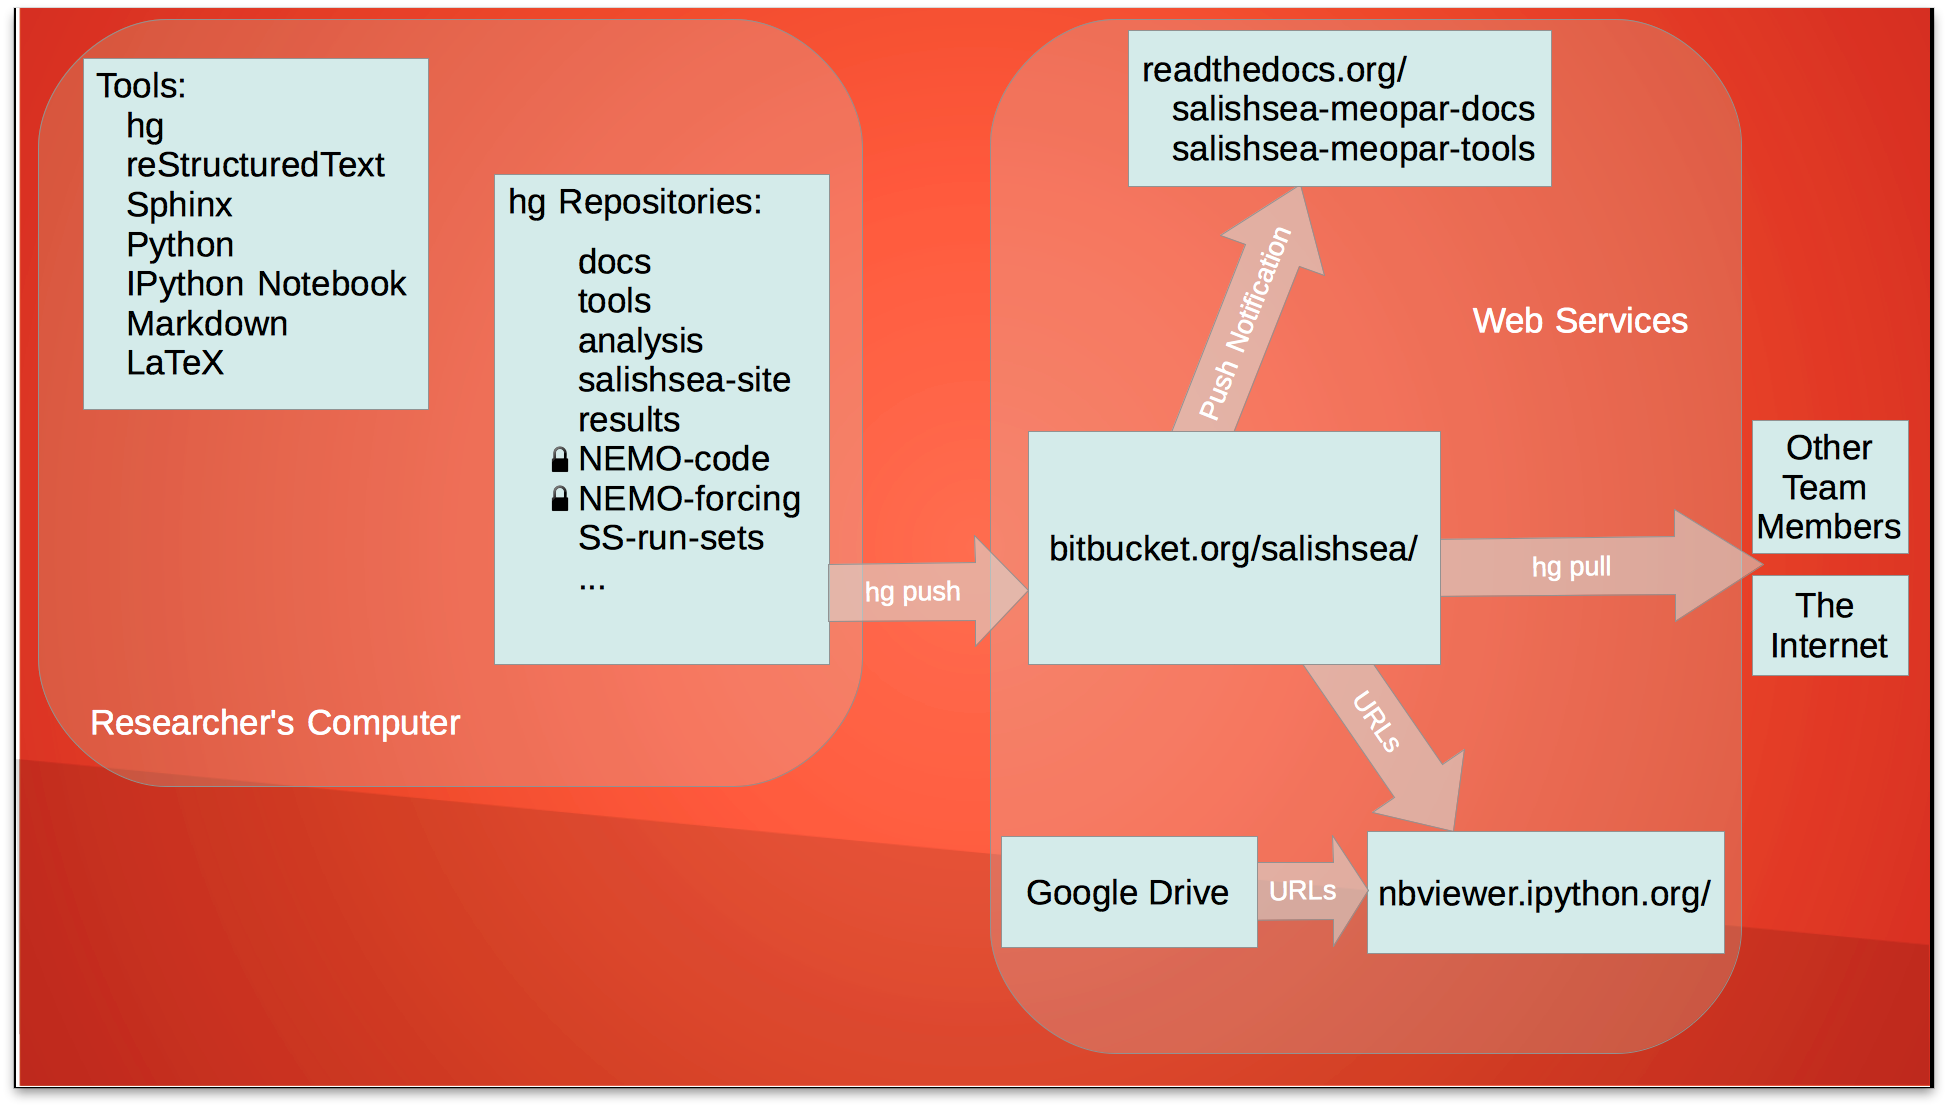 Tools:
hg
reStructuredText
Sphinx
Python
IPython Notebook
Markdown
LaTeX
hg Repositories:
docs
tools
analysis
salishsea-site
results
NEMO-code
NEMO-forcing
SS-run-sets
...
Researcher's Computer
hg push
readthedocs.org/
salishsea-meopar-docs
salishsea-meopar-tools
Push Notification
Web Services
bitbucket.org/salishsea/
hg pull
Other
Team
Members
The
Internet
URLs
Google Drive
URLs
nbviewer.ipython.org/